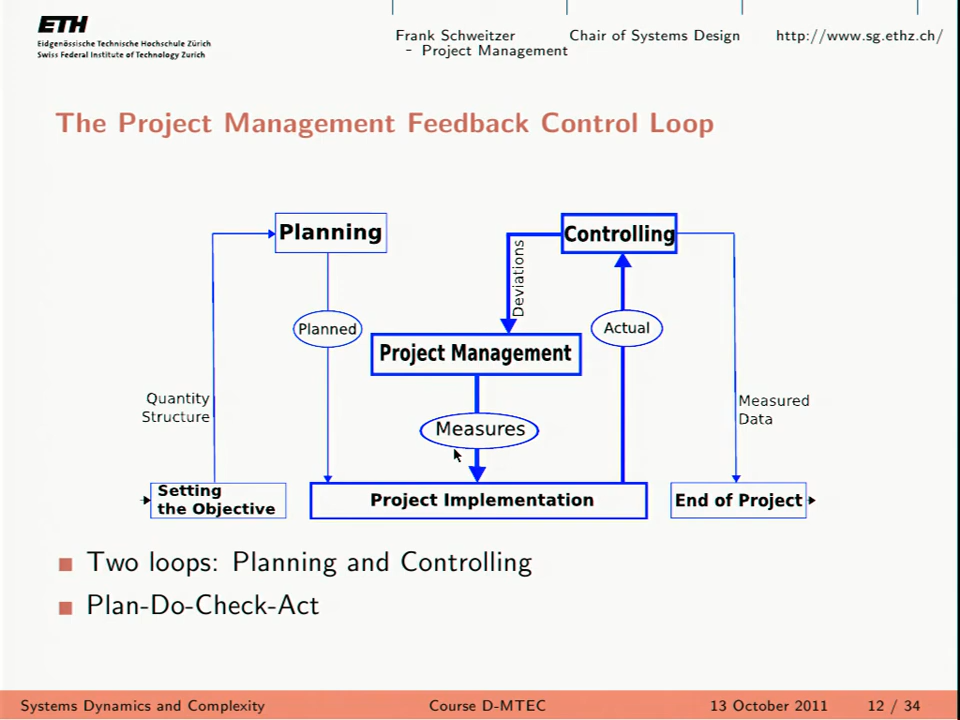 ETH
Eidgenössische Technische Hochschule Zürich
Swiss Federal Institute of Technology Zurich
Frank Schweitzer
- Project Management
Chair of Systems Design
http://www.sg.ethz.ch/
The Project Management Feedback Control Loop
Planning
Controlling
Deviations
Planned
Actual
Project Management
Quantity
Structure
Measures
Measured
Data
Setting
the Objective
Project Implementation
End of Project
Two loops: Planning and Controlling
Plan-Do-Check-Act
Systems Dynamics and Complexity
Course D-MTEC
13 October 2011
12 / 34